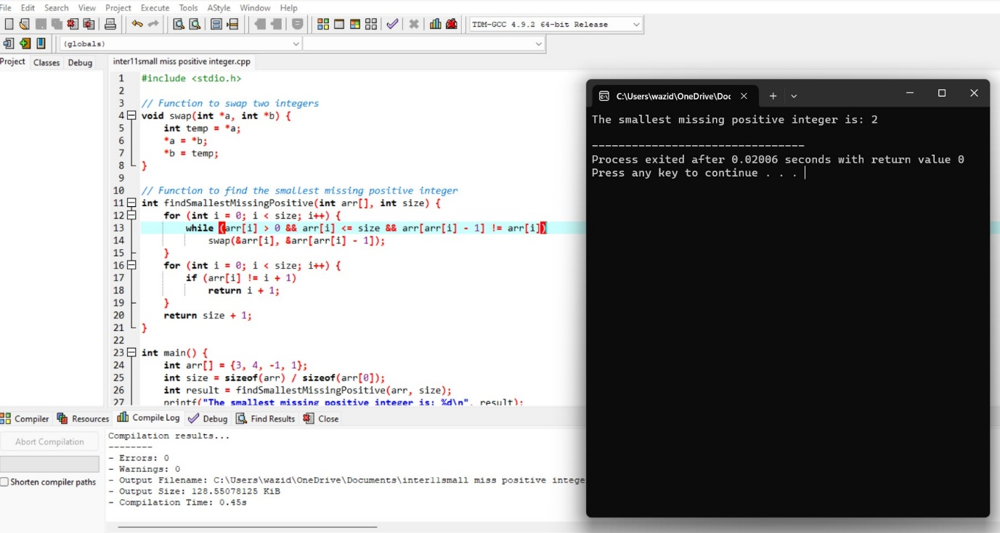 File Edit Search View Project Execute Tools AStyle Window Help
TDM-GCC 4.9.2 64-bit Release
(globals)
Project Classes Debug
inter11small miss positive integer.cpp
1 #include <stdio.h>
2
3 // Function to swap two integers
4 void swap(int *a, int *b) {
5 int temp = *a;
6 *a = *b;
7 *b = temp;
8 }
9
10 // Function to find the smallest missing positive integer
11 int findSmallestMissingPositive(int arr[], int size) {
12 for (int i = 0; i < size; i++) {
13 while (arr[i] > 0 && arr[i] <= size && arr[arr[i] - 1] != arr[i])
14 swap(&arr[i], &arr[arr[i] - 1]);
15 }
16 for (int i = 0; i < size; i++) {
17 if (arr[i] != i + 1)
18 return i + 1;
19 }
20 return size + 1;
21 }
22
23 int main() {
24 int arr[] = {3, 4, -1, 1};
25 int size = sizeof(arr) / sizeof(arr[0]);
26 int result = findSmallestMissingPositive(arr, size);
27 printf("The smallest missing positive integer is: %d\n", result);
C:\Users\wazid\OneDrive\Doc
The smallest missing positive integer is: 2
--------------------------------
Process exited after 0.02006 seconds with return value 0
Press any key to continue . . .
Compiler Resources Compile Log Debug Find Results Close
Abort Compilation
Shorten compiler paths
Compilation results...
--------
- Errors: 0
- Warnings: 0
- Output Filename: C:\Users\wazid\OneDrive\Documents\inter11small miss positive intege
- Output Size: 128.55078125 KiB
- Compilation Time: 0.45s